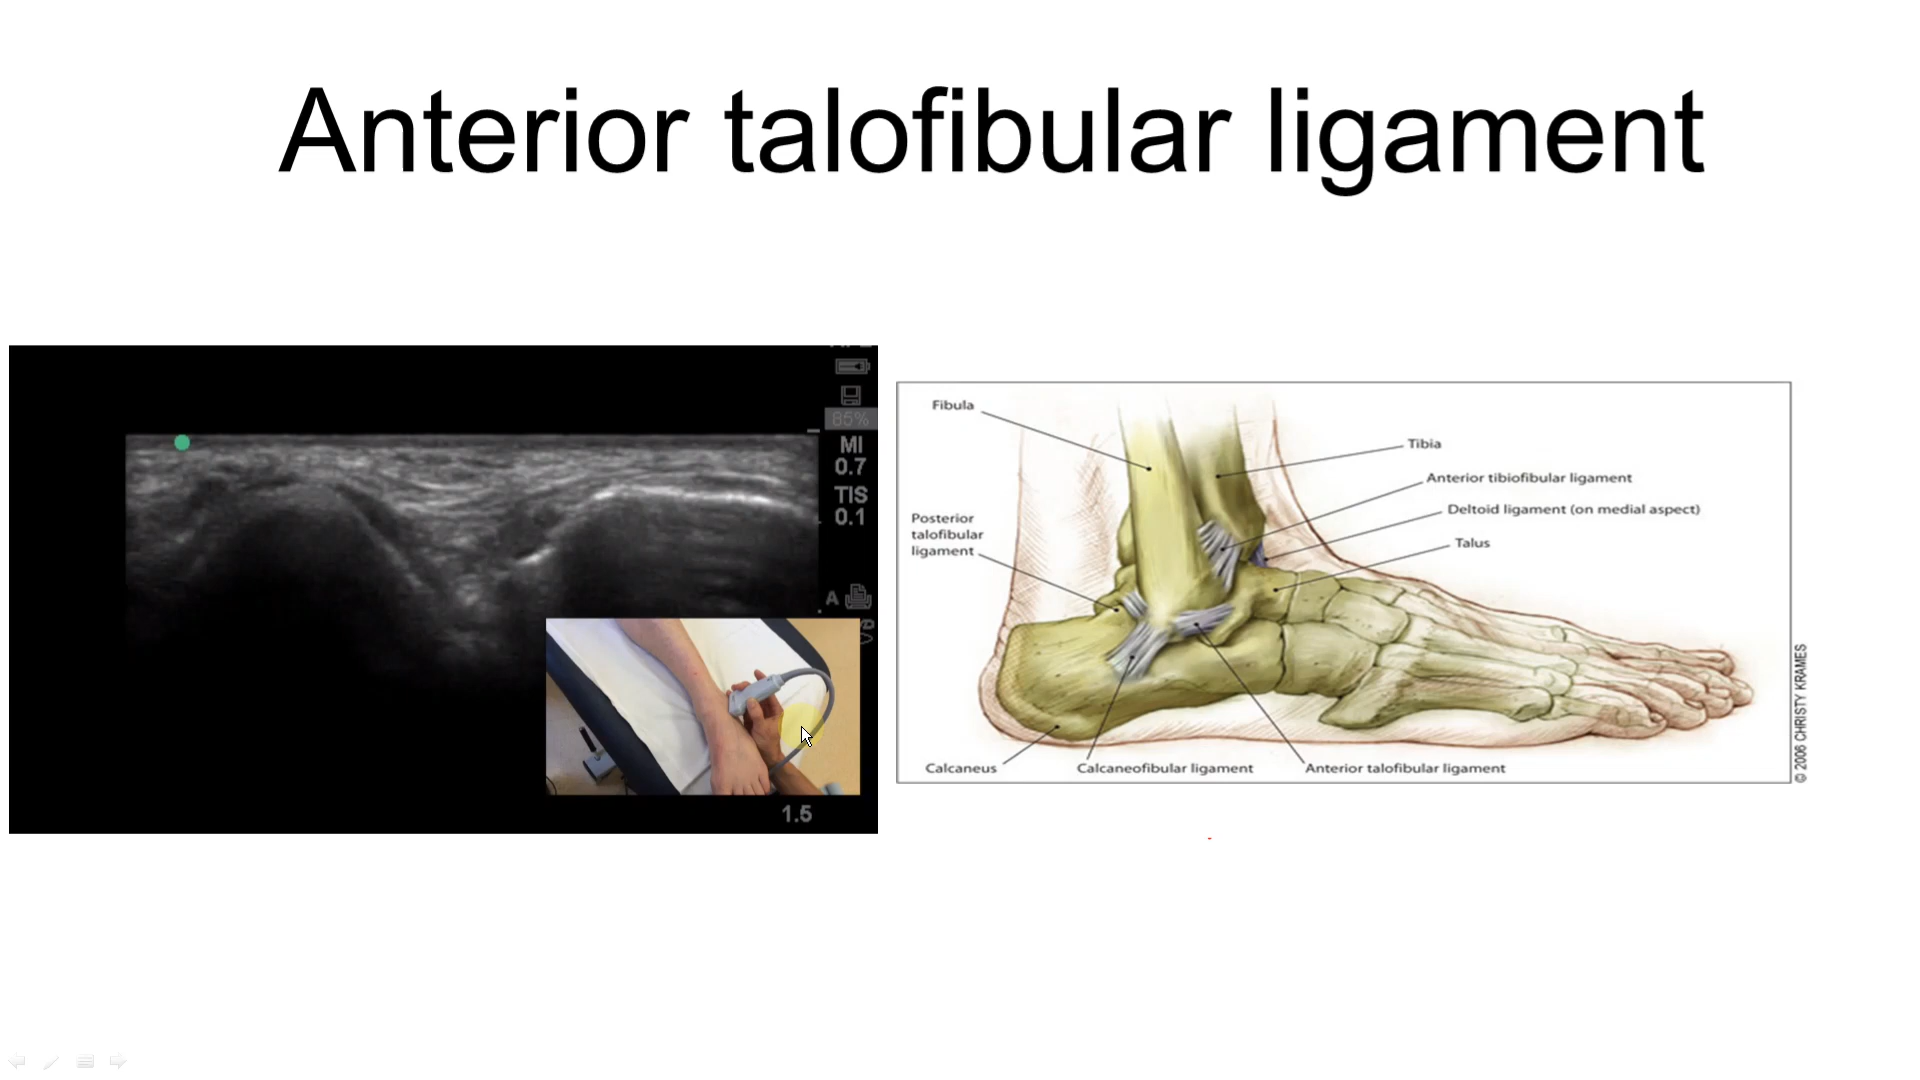 Anterior talofibular ligament
85%
MI
0.7
TIS
0.1
A
1.5
Fibula
Tibia
Anterior tibiofibular ligament
Deltoid ligament (on medial aspect)
Talus
Posterior
talofibular
ligament
Calcaneus
Calcaneofibular ligament
Anterior talofibular ligament
© 2006 CHRISTY KRAMES